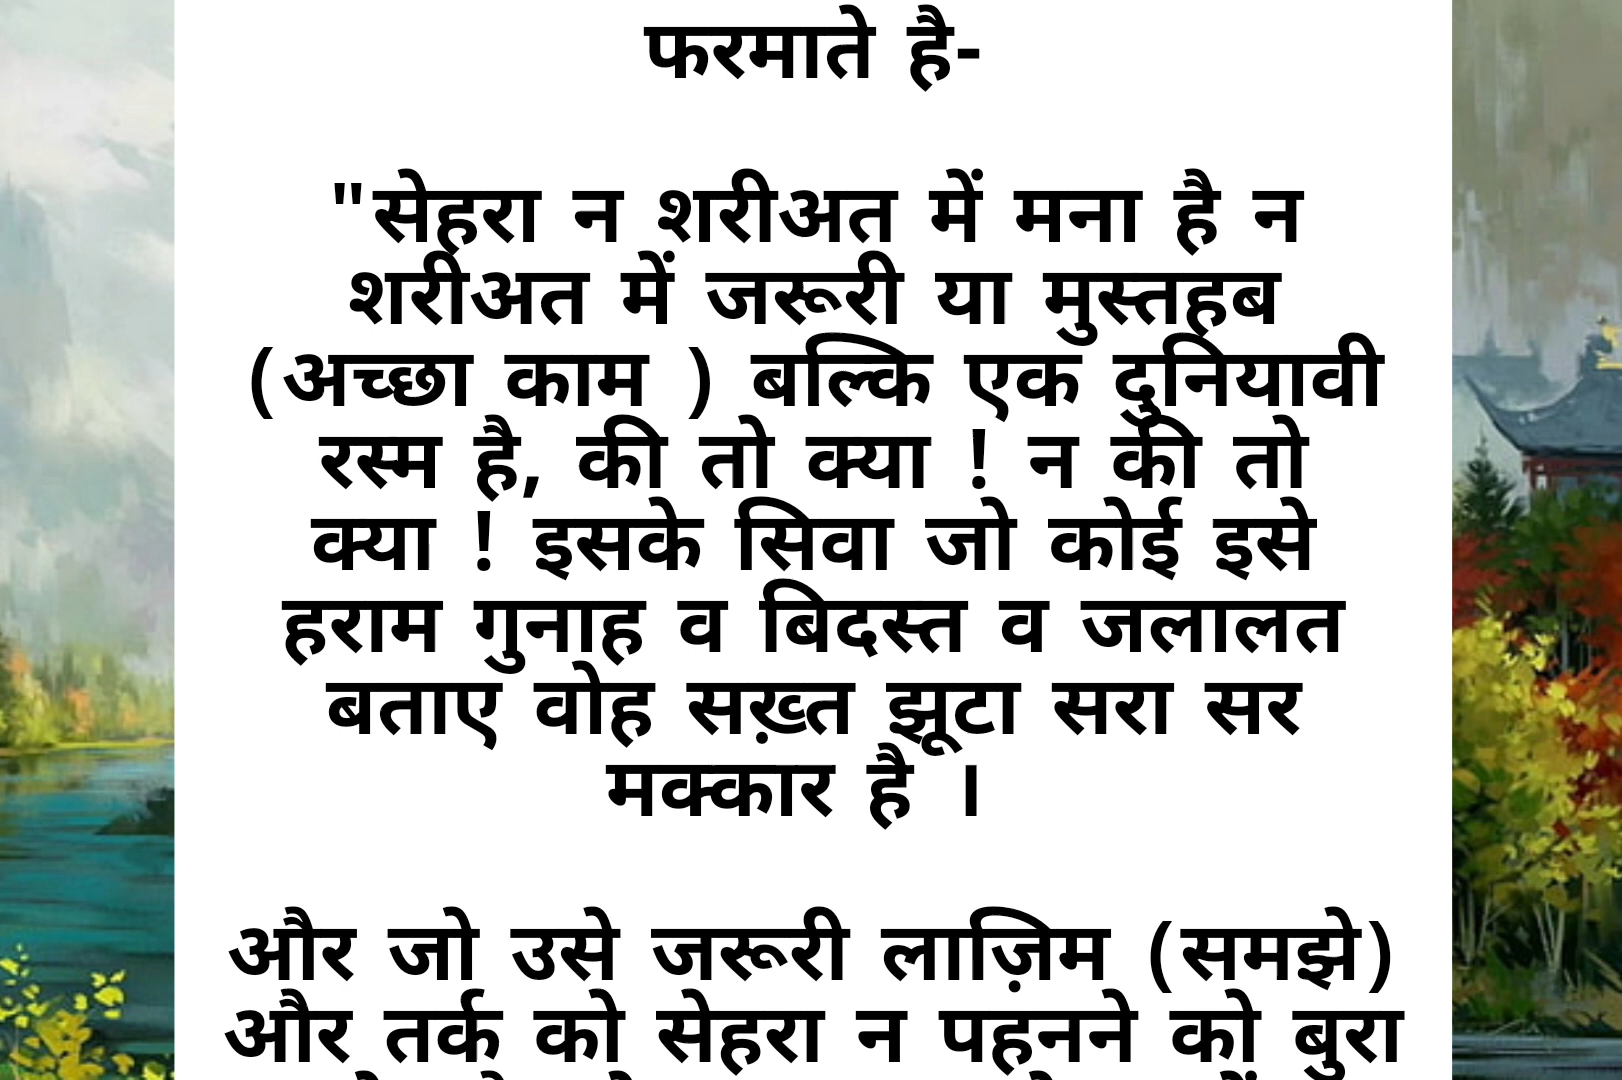 फरमाते है-
"सेहरा न शरीअत में मना है न
शरीअत में जरूरी या मुस्तहब
(अच्छा काम ) बल्कि एक दुनियावी
रस्म है, की तो क्या ! न की तो
क्या ! इसके सिवा जो कोई इसे
हराम गुनाह व बिदस्त व जलालत
बताए वोह सख़्त झूटा सरा सर
मक्कार है ।
और जो उसे जरूरी लाज़िम (समझे)
और तर्क को सेहरा न पहनने को बुरा